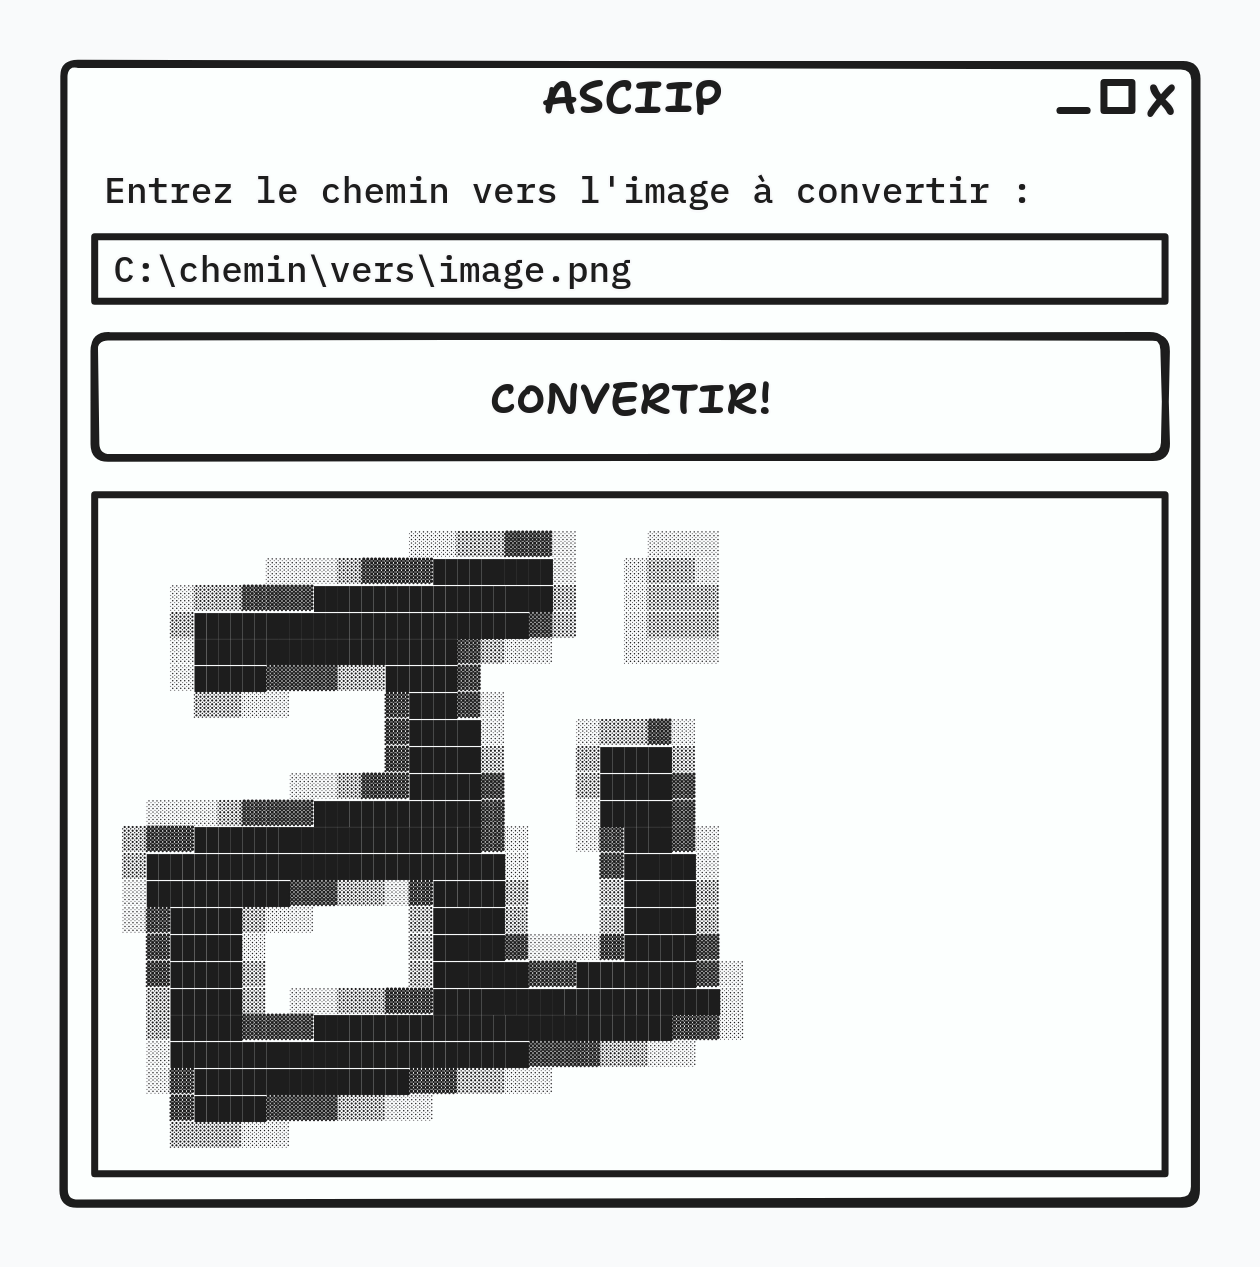 ASCIIP
Entrez le chemin vers l'image à convertir :
C:\chemin\vers\image.png
CONVERTIR!